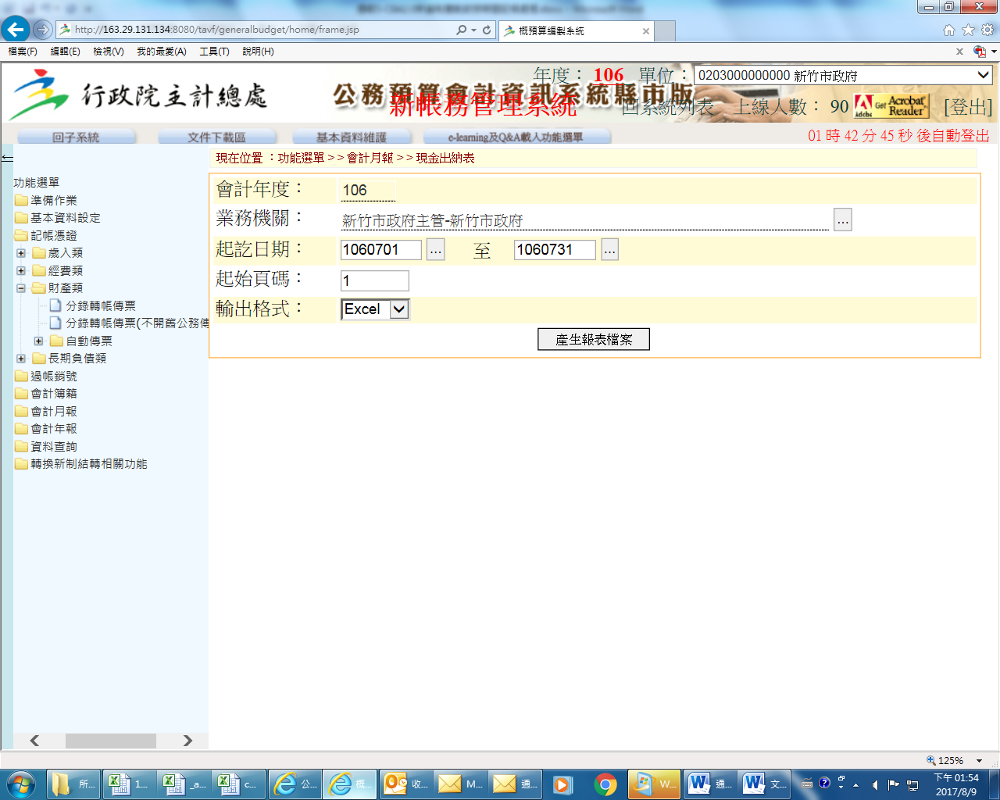 http://163.29.131.134:8080/tavf/generalbudget/home/frame.jsp
概預算編製系統
檔案(F) 編輯(E) 檢視(V) 我的最愛(A) 工具(T) 說明(H)
行政院主計總處
公務預算會計資訊系統縣市版
新帳務管理系統
年度： 106 單位： 0203000000000 新竹市政府
回系統列表 上線人數： 90 Get Acrobat Reader Adobe [登出]
回子系統 文件下載區 基本資料維護 e-learning及Q&A載入功能選單
01 時 42 分 45 秒 後自動登出
←
現在位置 ：功能選單 > > 會計月報 > > 現金出納表
功能選單
準備作業
基本資料設定
記帳憑證
歲入類
經費類
財產類
分錄轉帳傳票
分錄轉帳傳票(不開舊公務傳
自動傳票
長期負債類
過帳銷號
會計簿籍
會計月報
會計年報
資料查詢
轉換新制結轉相關功能
會計年度： 106
業務機關： 新竹市政府主管-新竹市政府 ...
起訖日期： 1060701 ... 至 1060731 ...
起始頁碼： 1
輸出格式： Excel
產生報表檔案
125%
所... 1... _a... c... 公... 概... 收... M... 通... W... 通... 文...
下午 01:54
2017/8/9